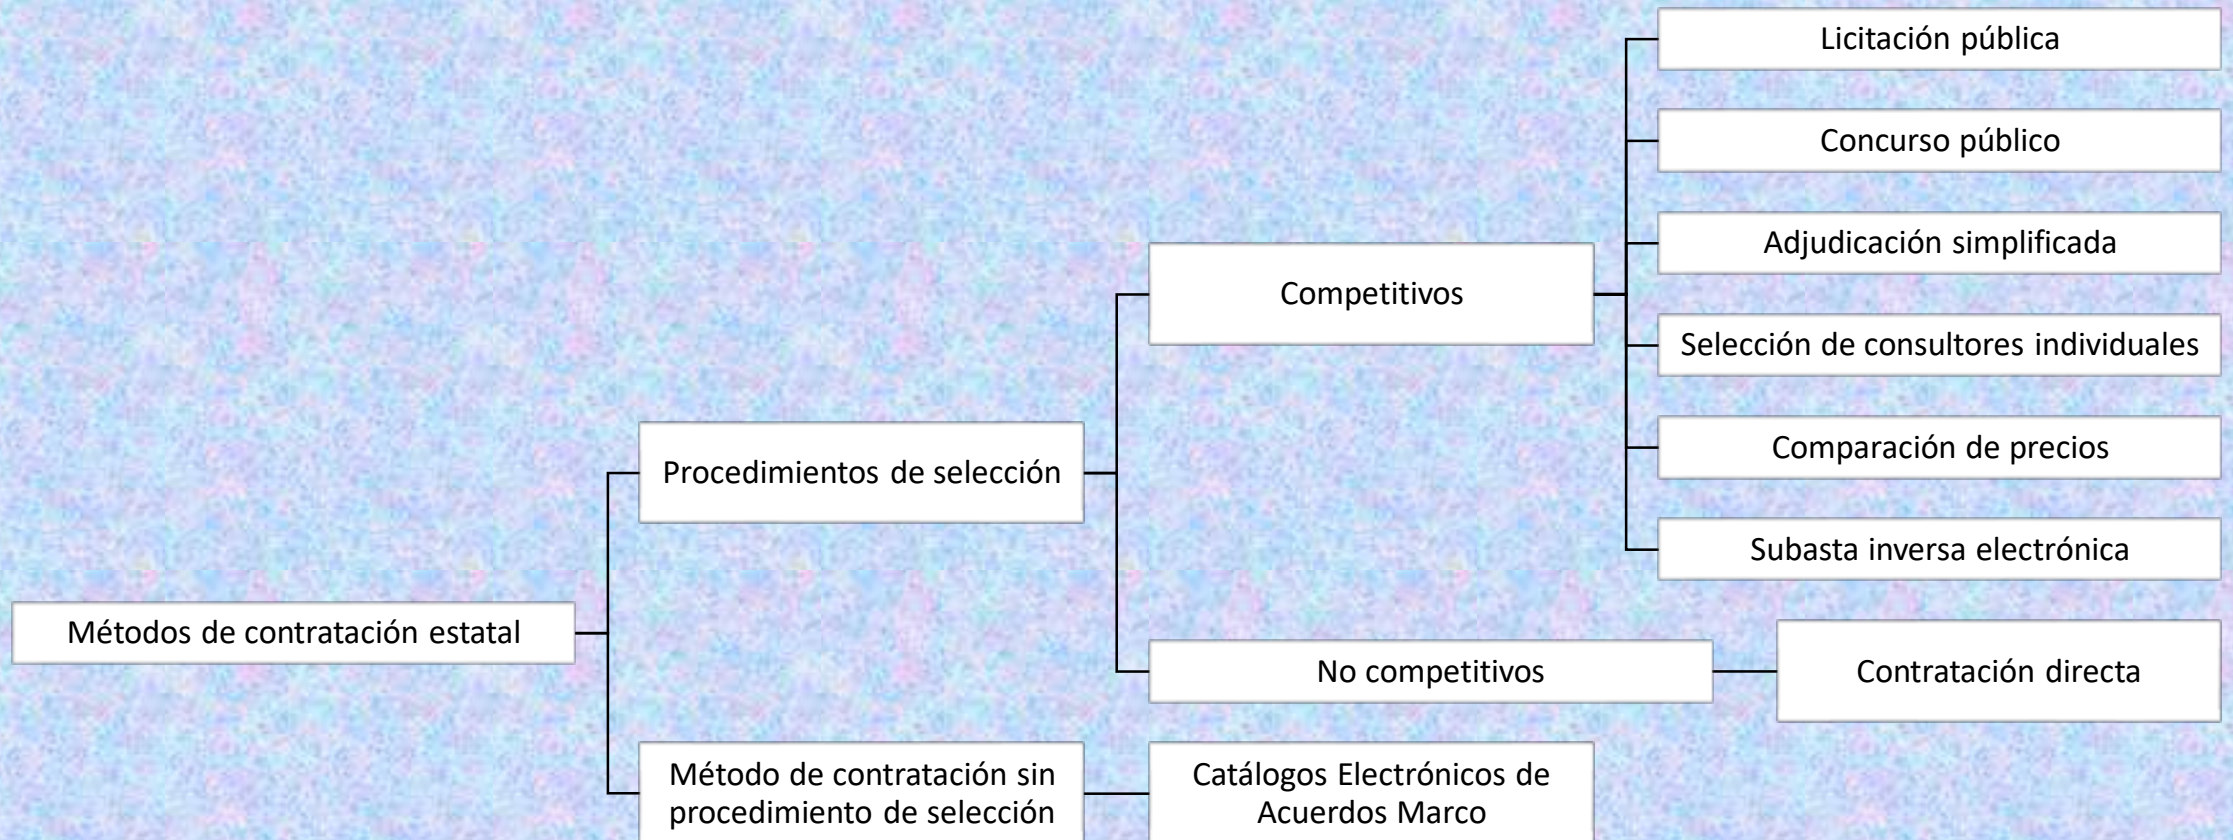 Métodos de contratación estatal
Procedimientos de selección
Competitivos
Licitación pública
Concurso público
Adjudicación simplificada
Selección de consultores individuales
Comparación de precios
Subasta inversa electrónica
No competitivos
Contratación directa
Método de contratación sin
procedimiento de selección
Catálogos Electrónicos de
Acuerdos Marco